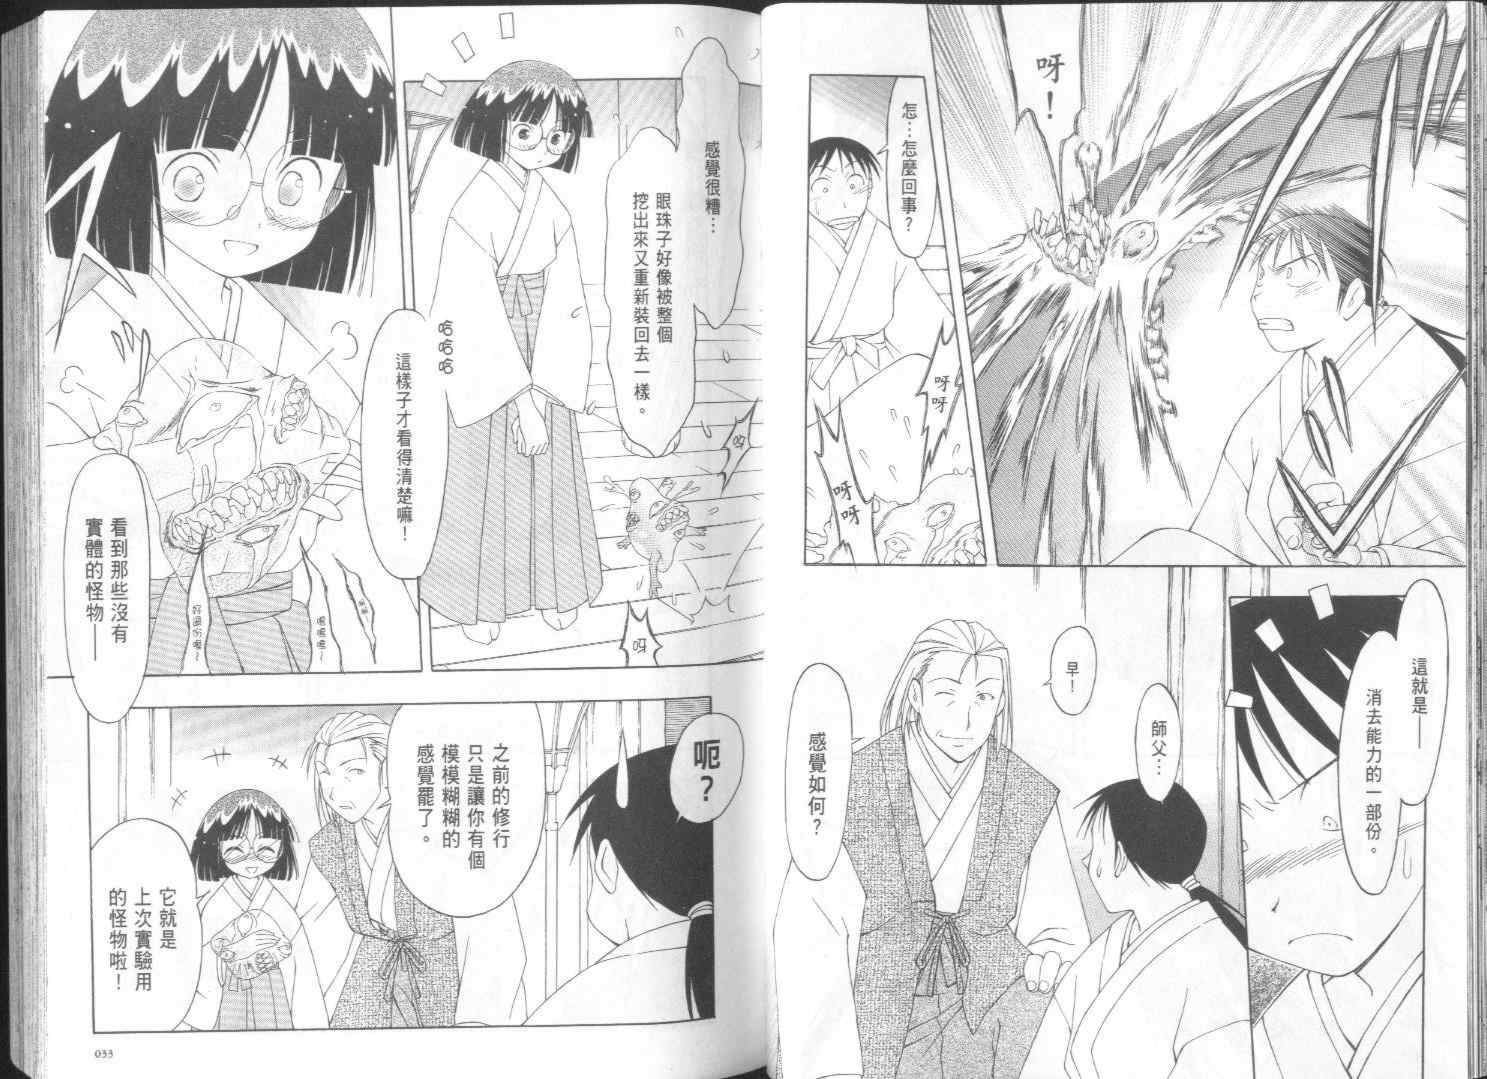 呀！
怎…怎麼回事？
呀
呀
呀
呀
這就是——
消去能力的一部份。
師父…
早！
感覺如何？
感覺很糟…
眼珠子好像被整個
挖出來又重新裝回去一樣。
呀
呀
哈
哈
哈
這樣子才看得清楚嘛！
看到那些沒有
實體的怪物——
呃？
之前的修行
只是讓你有個
模模糊糊的
感覺罷了。
它就是
上次實驗用
的怪物啦！
033